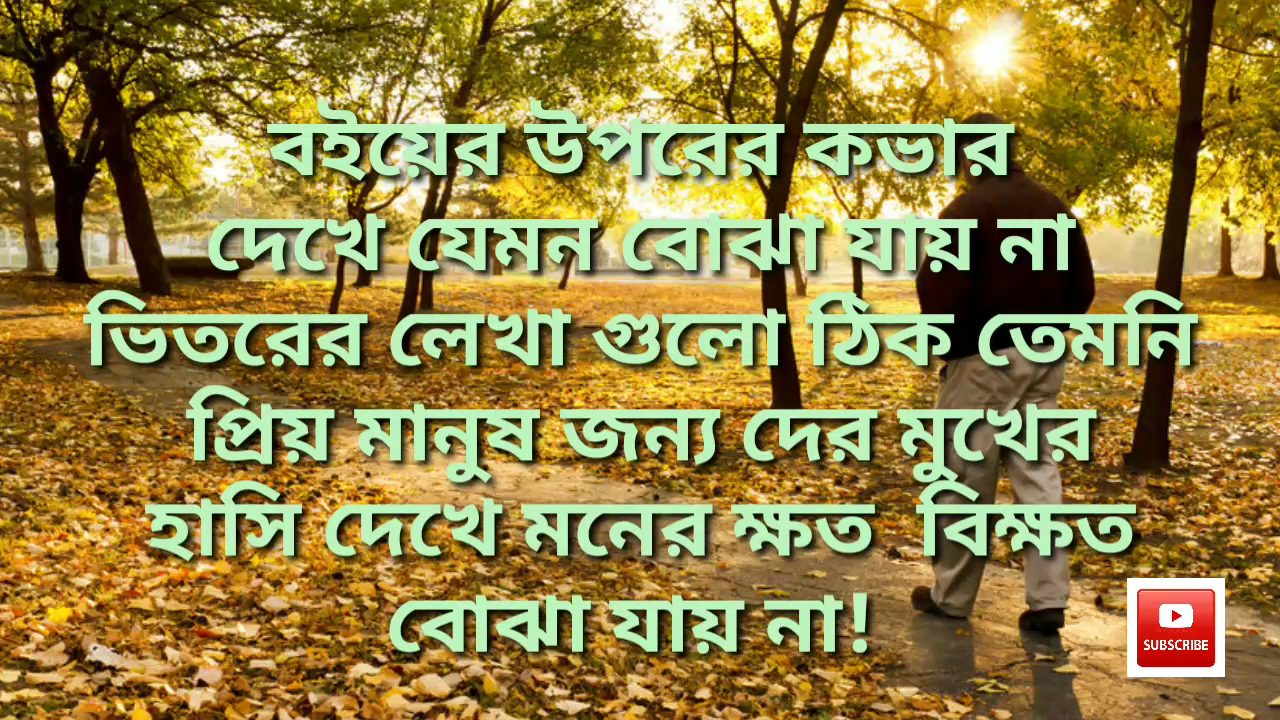 বইয়ের উপরের কভার
দেখে যেমন বোঝা যায় না
ভিতরের লেখা গুলো ঠিক তেমনি
প্রিয় মানুষ জন্য দের মুখের
হাসি দেখে মনের ক্ষত বিক্ষত
বোঝা যায় না!
SUBSCRIBE